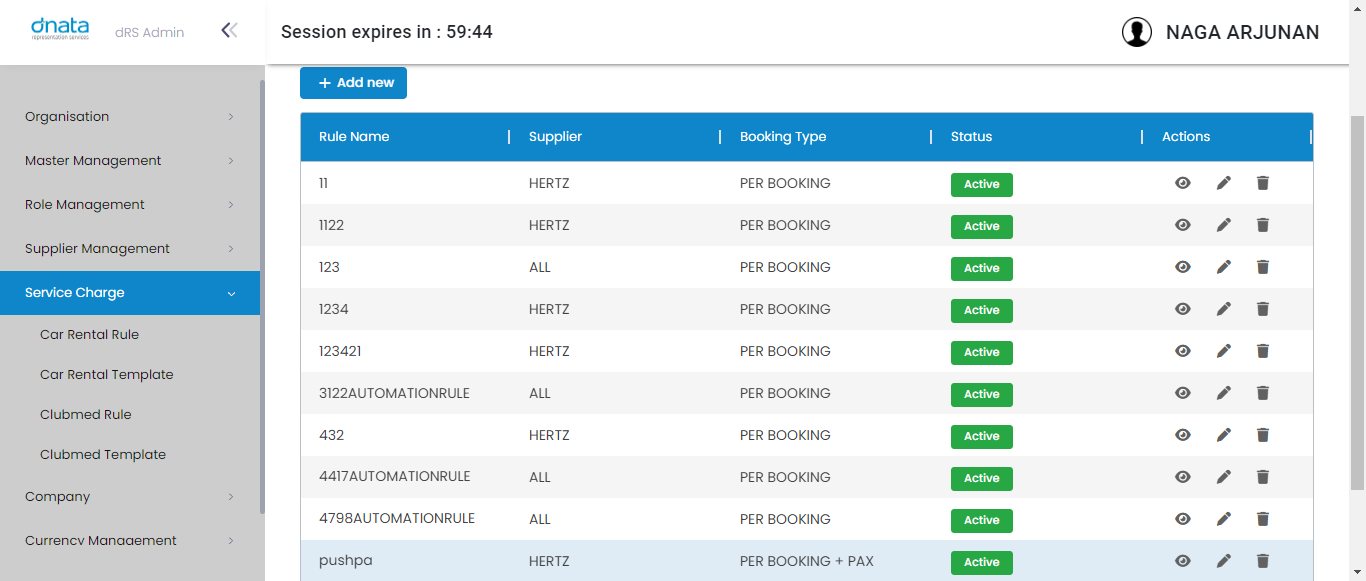 dnata
representation services
dRS Admin
Session expires in : 59:44
NAGA ARJUNAN
Organisation
Master Management
Role Management
Supplier Management
Service Charge
Car Rental Rule
Car Rental Template
Clubmed Rule
Clubmed Template
Company
Currency Management
+ Add new
Rule Name | Supplier | Booking Type | Status | Actions |
11 HERTZ PER BOOKING Active
1122 HERTZ PER BOOKING Active
123 ALL PER BOOKING Active
1234 HERTZ PER BOOKING Active
123421 HERTZ PER BOOKING Active
3122AUTOMATIONRULE ALL PER BOOKING Active
432 HERTZ PER BOOKING Active
4417AUTOMATIONRULE ALL PER BOOKING Active
4798AUTOMATIONRULE ALL PER BOOKING Active
pushpa HERTZ PER BOOKING + PAX Active